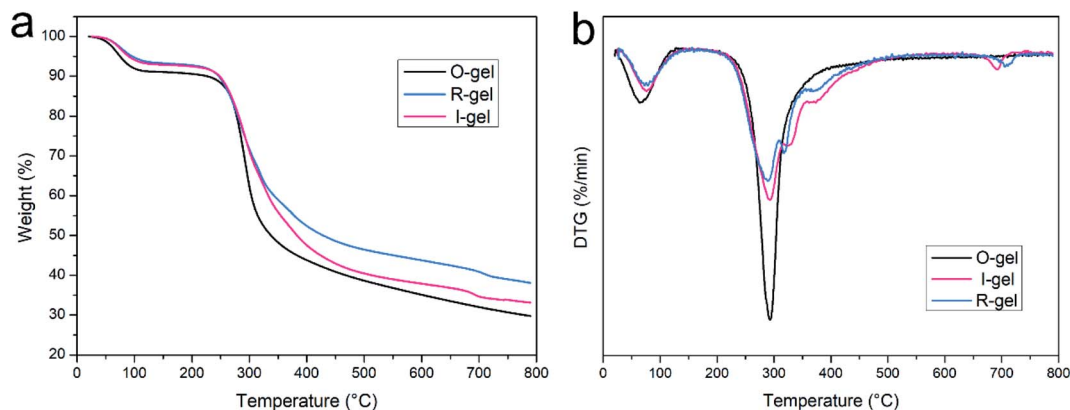 a
100
90
80
70
60
50
40
30
20
Weight (%)
O-gel
R-gel
I-gel
0 100 200 300 400 500 600 700 800
Temperature (°C)
b
DTG (%/min)
O-gel
I-gel
R-gel
0 100 200 300 400 500 600 700 800
Temperature (°C)